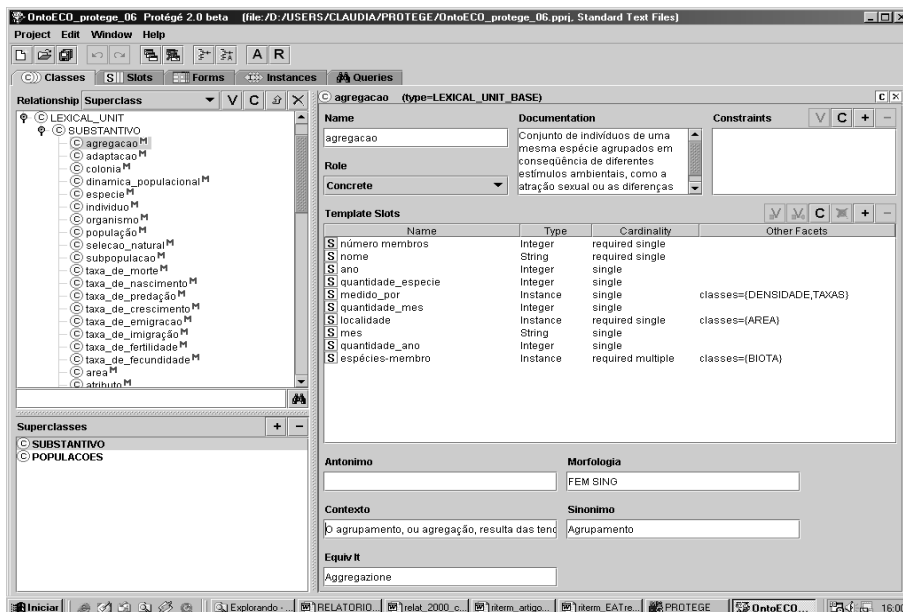 OntoECO_protege_06 Protégé 2.0 beta (file:/D:/USERS/CLAUDIA/PROTEGE/OntoECO_protege_06.pprj, Standard Text Files)
Project Edit Window Help
A R
C Classes S Slots Forms Instances Queries
Relationship Superclass V C
C LEXICAL_UNIT
C SUBSTANTIVO
C agregacao M
C adaptacao M
C colonia M
C dinamica_populacional M
C especie M
C individuo M
C organismo M
C população M
C selecao_natural M
C subpopulacao M
C taxa_de_morte M
C taxa_de_nascimento M
C taxa_de_predação M
C taxa_de_crescimento M
C taxa_de_emigracao M
C taxa_de_imigração M
C taxa_de_fertilidade M
C taxa_de_fecundidade M
C area M
C atributo M
Superclasses + −
C SUBSTANTIVO
C POPULACOES
C agregacao (type=LEXICAL_UNIT_BASE) C x
Name Documentation Constraints V C + −
agregacao
Conjunto de indivíduos de uma
mesma espécie agrupados em
conseqüência de diferentes
estímulos ambientais, como a
atração sexual ou as diferenças
Role
Concrete
Template Slots V V C + −
Name Type Cardinality Other Facets
S número membros Integer required single
S nome String required single
S ano Integer single
S quantidade_especie Integer single
S medido_por Instance single classes={DENSIDADE,TAXAS}
S quantidade_mes Integer single
S localidade Instance required single classes={AREA}
S mes String single
S quantidade_ano Integer single
S espécies-membro Instance required multiple classes={BIOTA}
Antonimo Morfologia
FEM SING
Contexto Sinonimo
O agrupamento, ou agregação, resulta das tend Agrupamento
Equiv It
Aggregazione
Iniciar Explorando - ... RELATORIO... relat_2000_c... riterm_artigo... riterm_EATre... PROTEGE OntoECO... 16:0